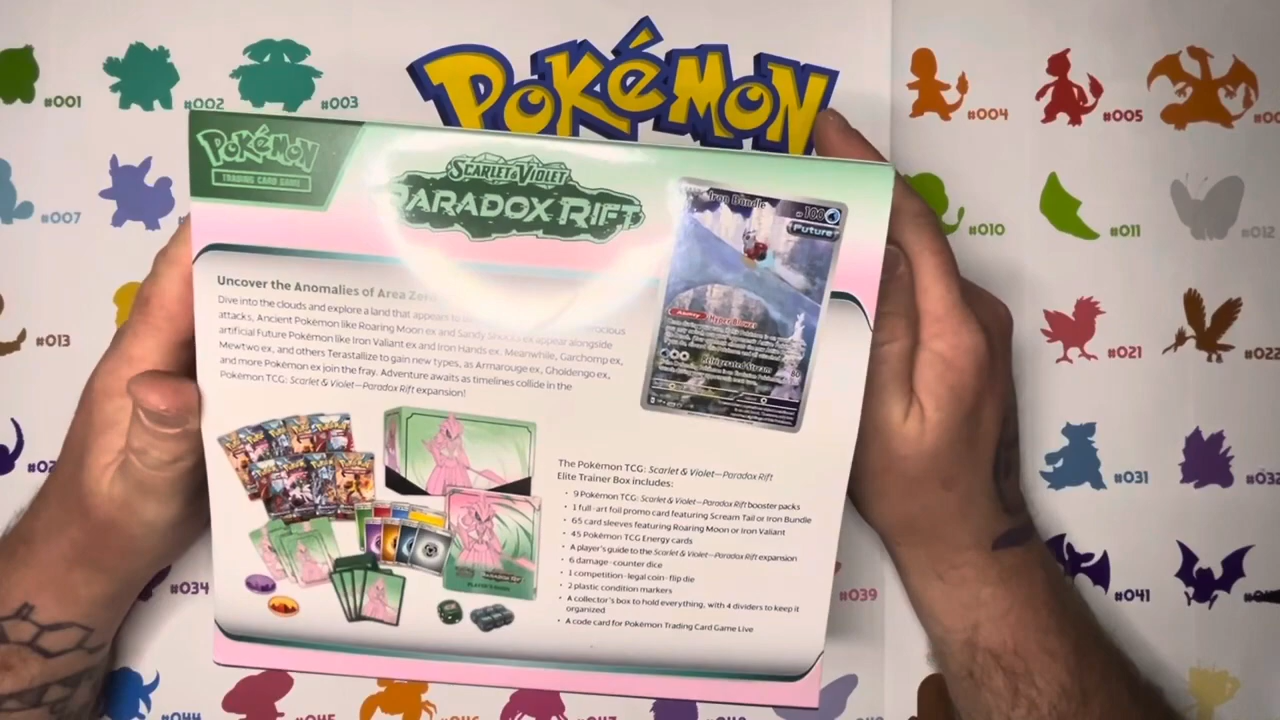 POKéMON
#001
#002
#003
#004
#005
#007
#010
#011
#012
#013
#021
#022
#031
#034
#039
#041
#044
#045
Pokémon
TRADING CARD GAME
SCARLET & VIOLET
PARADOX RIFT
Iron Bundle
100
Future
Ability Hyper Blower
Refrigerated Stream
Uncover the Anomalies of Area Zero
Dive into the clouds and explore a land that appears to
attacks, Ancient Pokémon like Roaring Moon ex and Sandy Shocks ex appear alongside
artificial Future Pokémon like Iron Valiant ex and Iron Hands ex. Meanwhile, Garchomp ex,
Mewtwo ex, and others Terastallize to gain new types, as Armarouge ex, Gholdengo ex,
and more Pokémon ex join the fray. Adventure awaits as timelines collide in the
Pokémon TCG: Scarlet & Violet—Paradox Rift expansion!
The Pokémon TCG: Scarlet & Violet—Paradox Rift
Elite Trainer Box includes:
• 9 Pokémon TCG: Scarlet & Violet—Paradox Rift booster packs
• 1 full-art foil promo card featuring Scream Tail or Iron Bundle
• 65 card sleeves featuring Roaring Moon or Iron Valiant
• 45 Pokémon TCG Energy cards
• A player's guide to the Scarlet & Violet—Paradox Rift expansion
• 6 damage-counter dice
• 1 competition-legal coin-flip die
• 2 plastic condition markers
• A collector's box to hold everything, with 4 dividers to keep it
organized
• A code card for Pokémon Trading Card Game Live